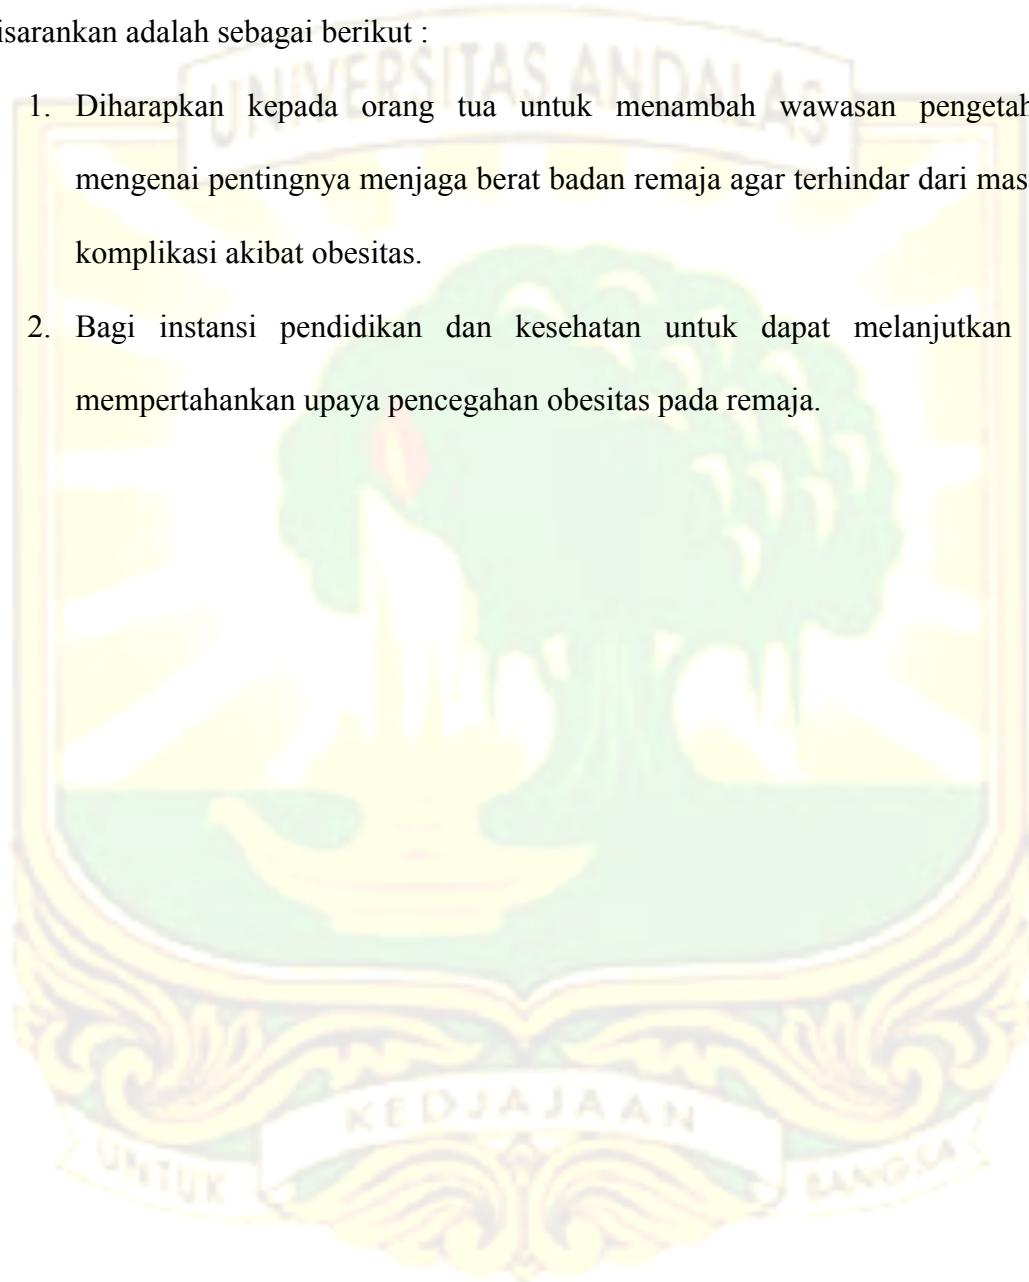 isarankan adalah sebagai berikut :
UNIVERSITAS ANDALAS
1. Diharapkan kepada orang tua untuk menambah wawasan pengetah
mengenai pentingnya menjaga berat badan remaja agar terhindar dari mas
komplikasi akibat obesitas.
2. Bagi instansi pendidikan dan kesehatan untuk dapat melanjutkan
mempertahankan upaya pencegahan obesitas pada remaja.
UNTUK KEDJAJAAN BANGSA